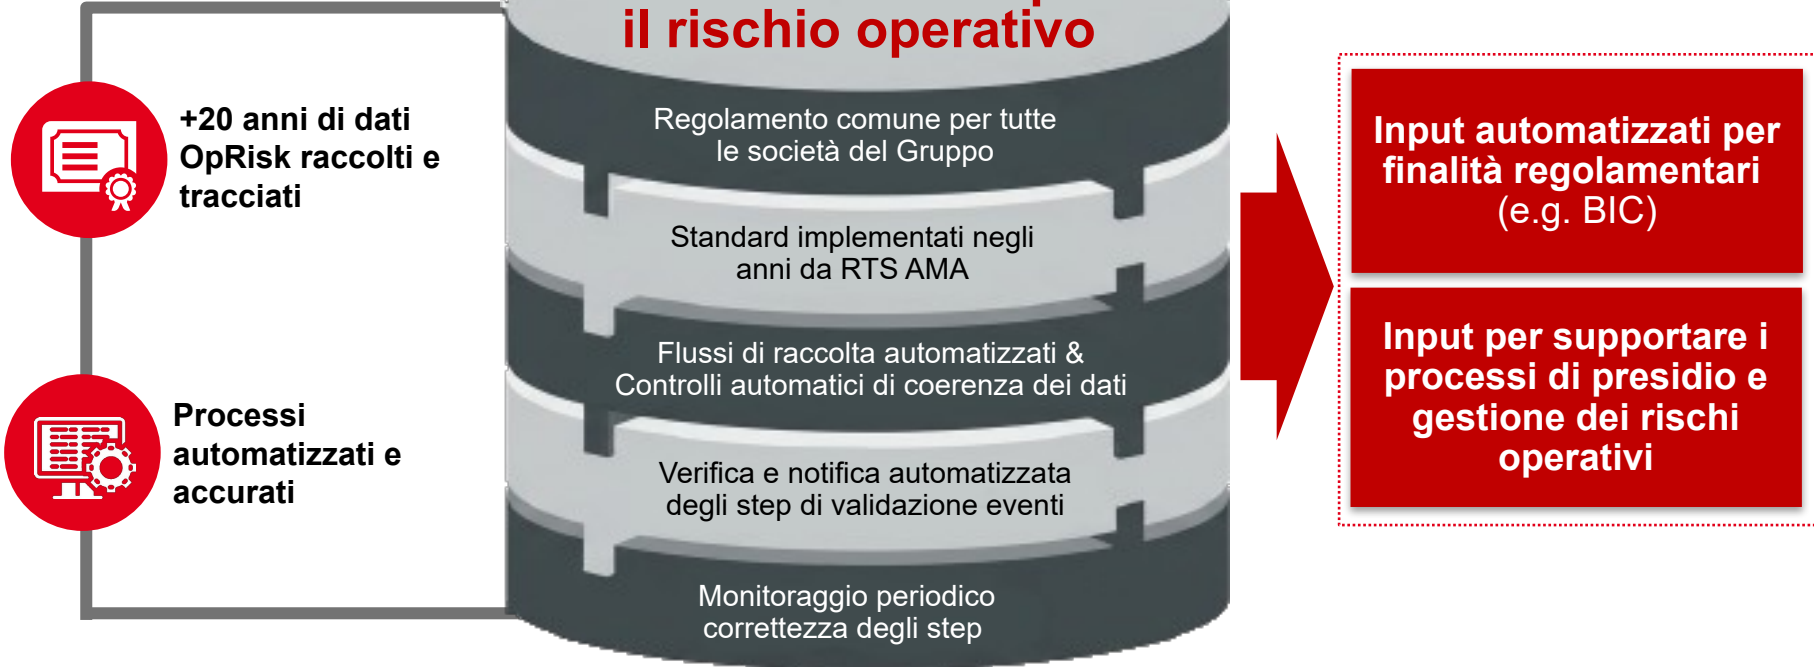 il rischio operativo
+20 anni di dati
OpRisk raccolti e
tracciati
Processi
automatizzati e
accurati
Regolamento comune per tutte
le società del Gruppo
Standard implementati negli
anni da RTS AMA
Flussi di raccolta automatizzati &
Controlli automatici di coerenza dei dati
Verifica e notifica automatizzata
degli step di validazione eventi
Monitoraggio periodico
correttezza degli step
Input automatizzati per
finalità regolamentari
(e.g. BIC)
Input per supportare i
processi di presidio e
gestione dei rischi
operativi